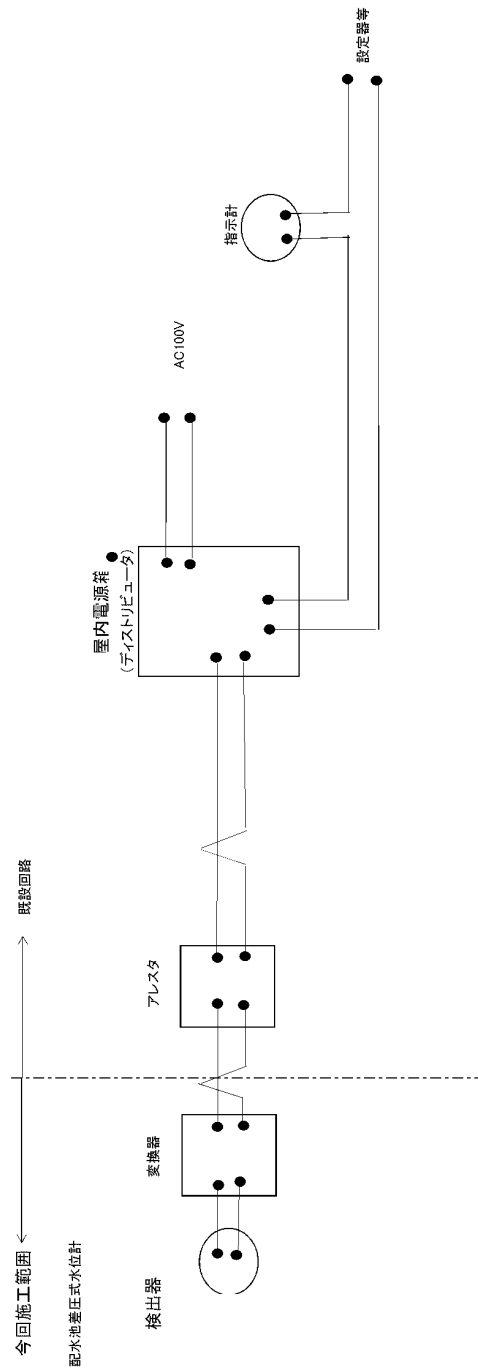 今回施工範囲
既設回路
配水池差圧式水位計
検出器
変換器
アレスタ
屋内電源箱
(ディストリビュータ)
AC100V
指示計
設定器等